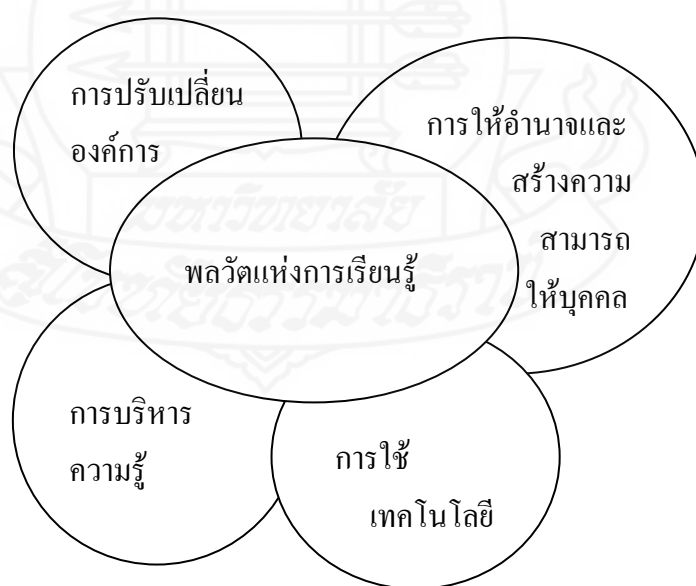 การปรับเปลี่ยน
องค์การ
การให้อำนาจและ
สร้างความ
สามารถ
ให้บุคคล
พลวัตแห่งการเรียนรู้
การบริหาร
ความรู้
การใช้
เทคโนโลยี